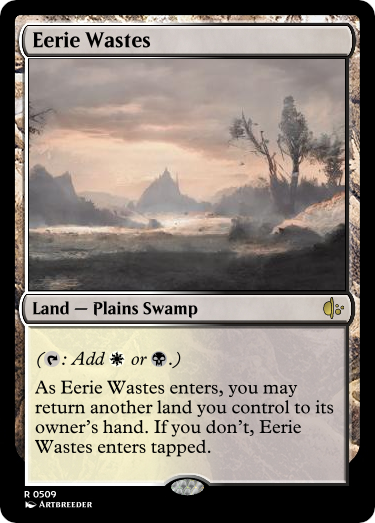 Eerie Wastes
Land — Plains Swamp
(: Add or .)
As Eerie Wastes enters, you may
return another land you control to its
owner's hand. If you don't, Eerie
Wastes enters tapped.
R 0509
ARTBREEDER